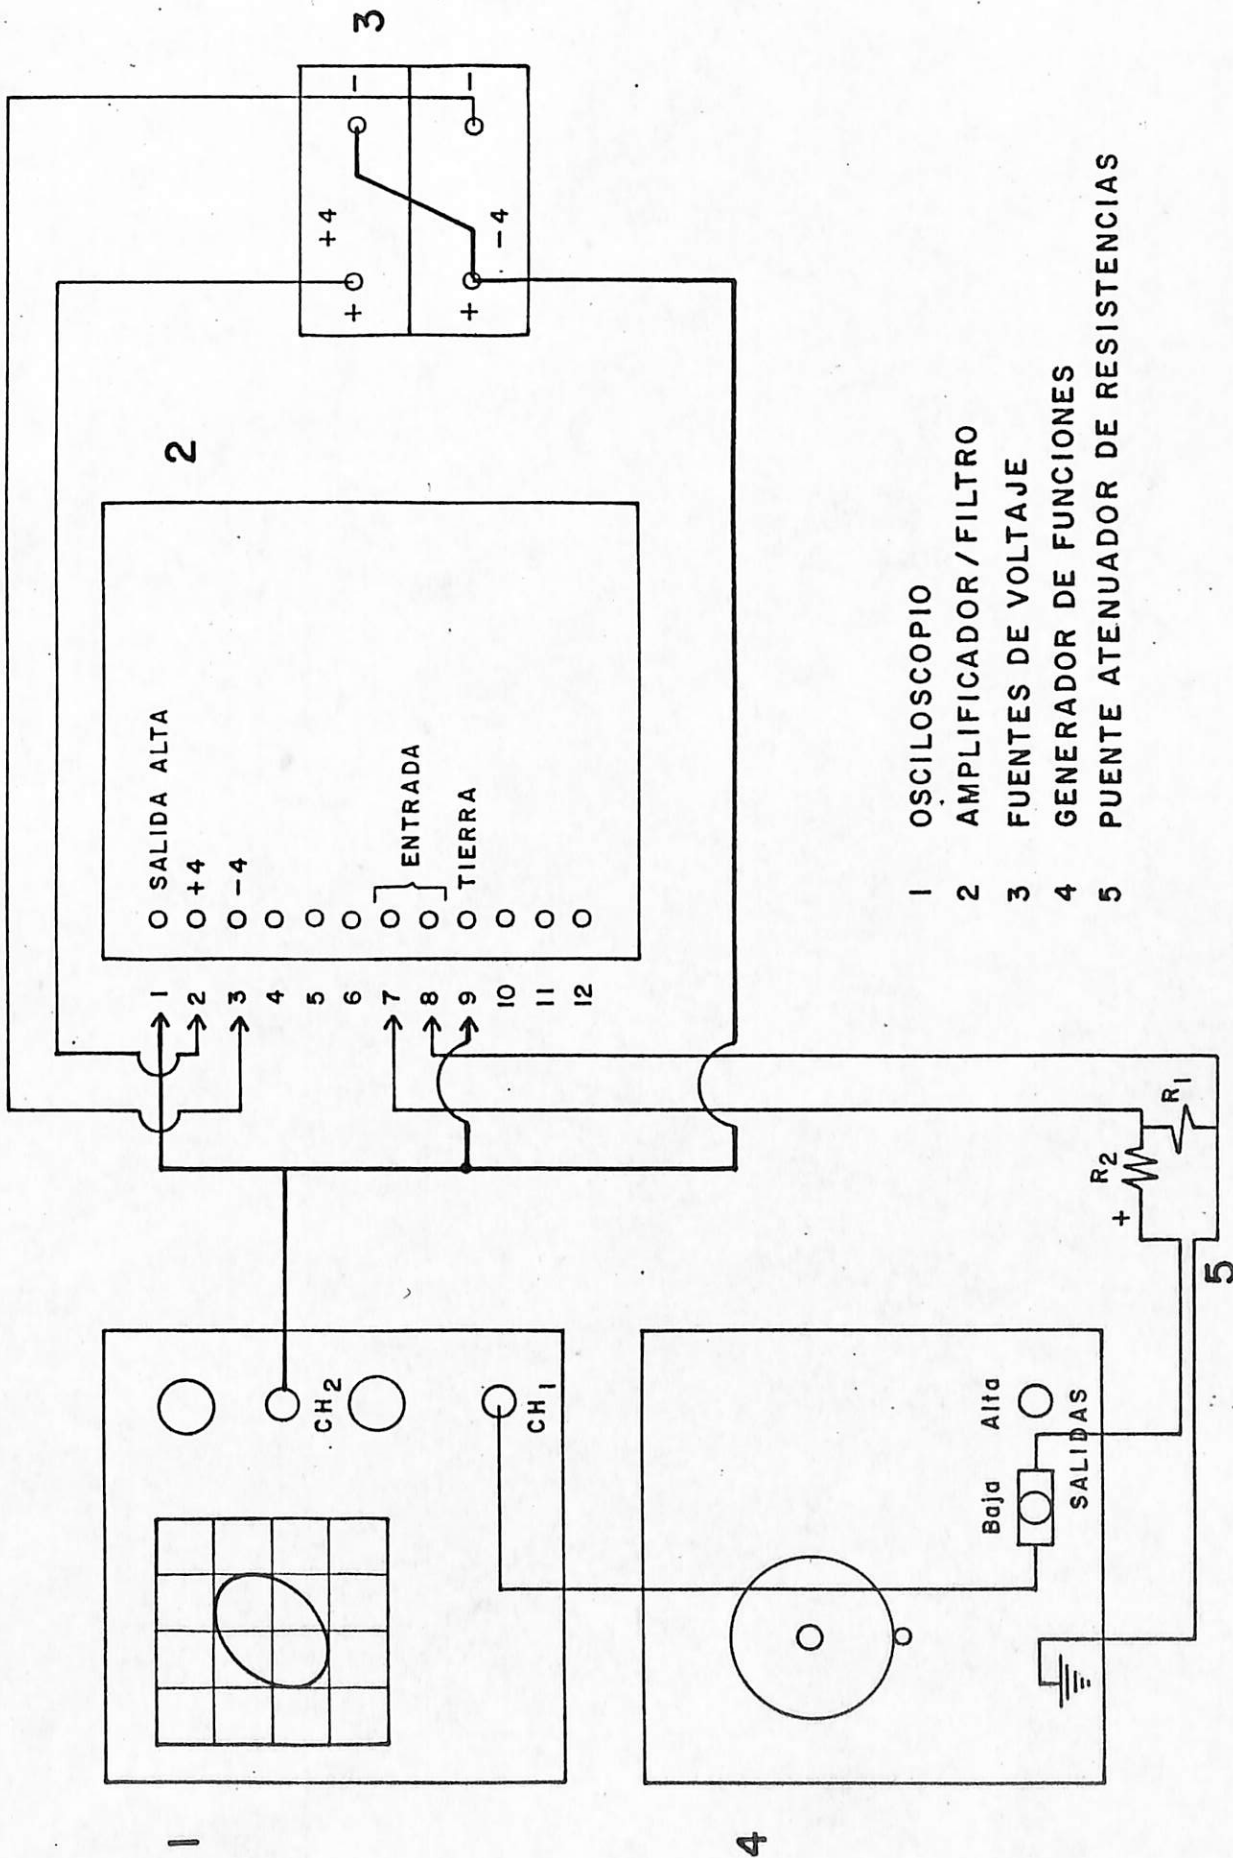 1
2
3
4
5
CH2
CH1
Baja
Alta
SALIDAS
1
2
3
4
5
6
7
8
9
10
11
12
SALIDA ALTA
+4
-4
ENTRADA
TIERRA
+
+4
-
+
-4
-
+
R2
R1
1 OSCILOSCOPIO
2 AMPLIFICADOR/FILTRO
3 FUENTES DE VOLTAJE
4 GENERADOR DE FUNCIONES
5 PUENTE ATENUADOR DE RESISTENCIAS